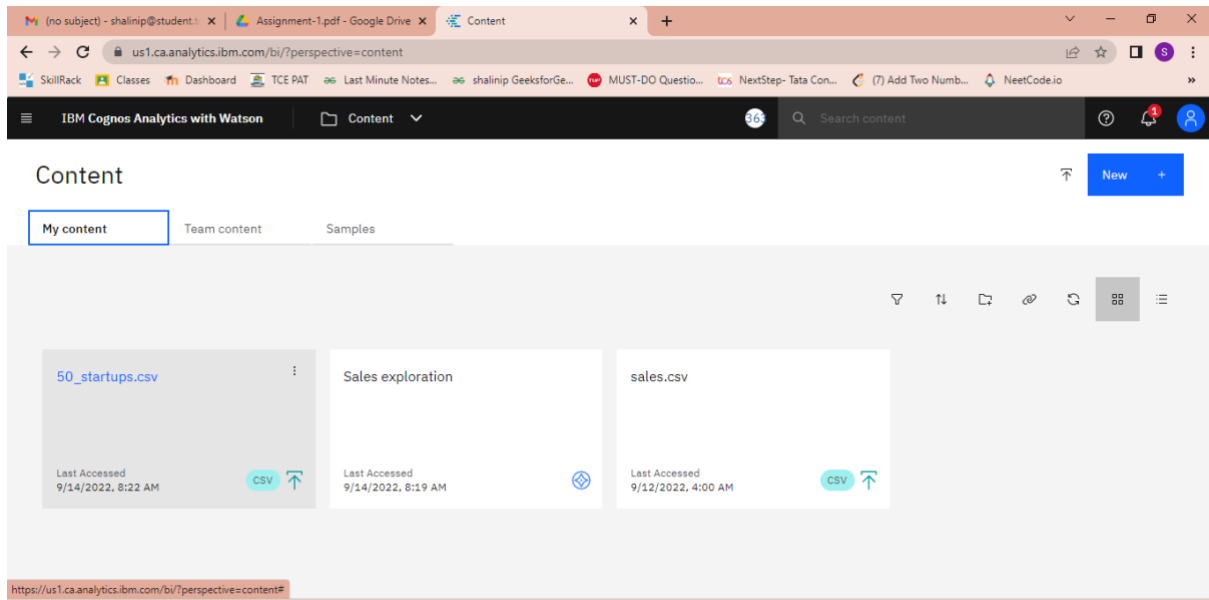 (no subject) - shalinip@student.t Assignment-1.pdf - Google Drive Content
us1.ca.analytics.ibm.com/bi/?perspective=content S
SkillRack Classes Dashboard TCE PAT Last Minute Notes... shalinip GeeksforGe... MUST-DO Questio... NextStep- Tata Con... (7) Add Two Numb... NeetCode.io »
IBM Cognos Analytics with Watson Content 363 Search content 1
Content New +
My content Team content Samples
50_startups.csv Sales exploration sales.csv
Last Accessed Last Accessed Last Accessed
9/14/2022, 8:22 AM CSV 9/14/2022, 8:19 AM 9/12/2022, 4:00 AM CSV
https://us1.ca.analytics.ibm.com/bi/?perspective=content#